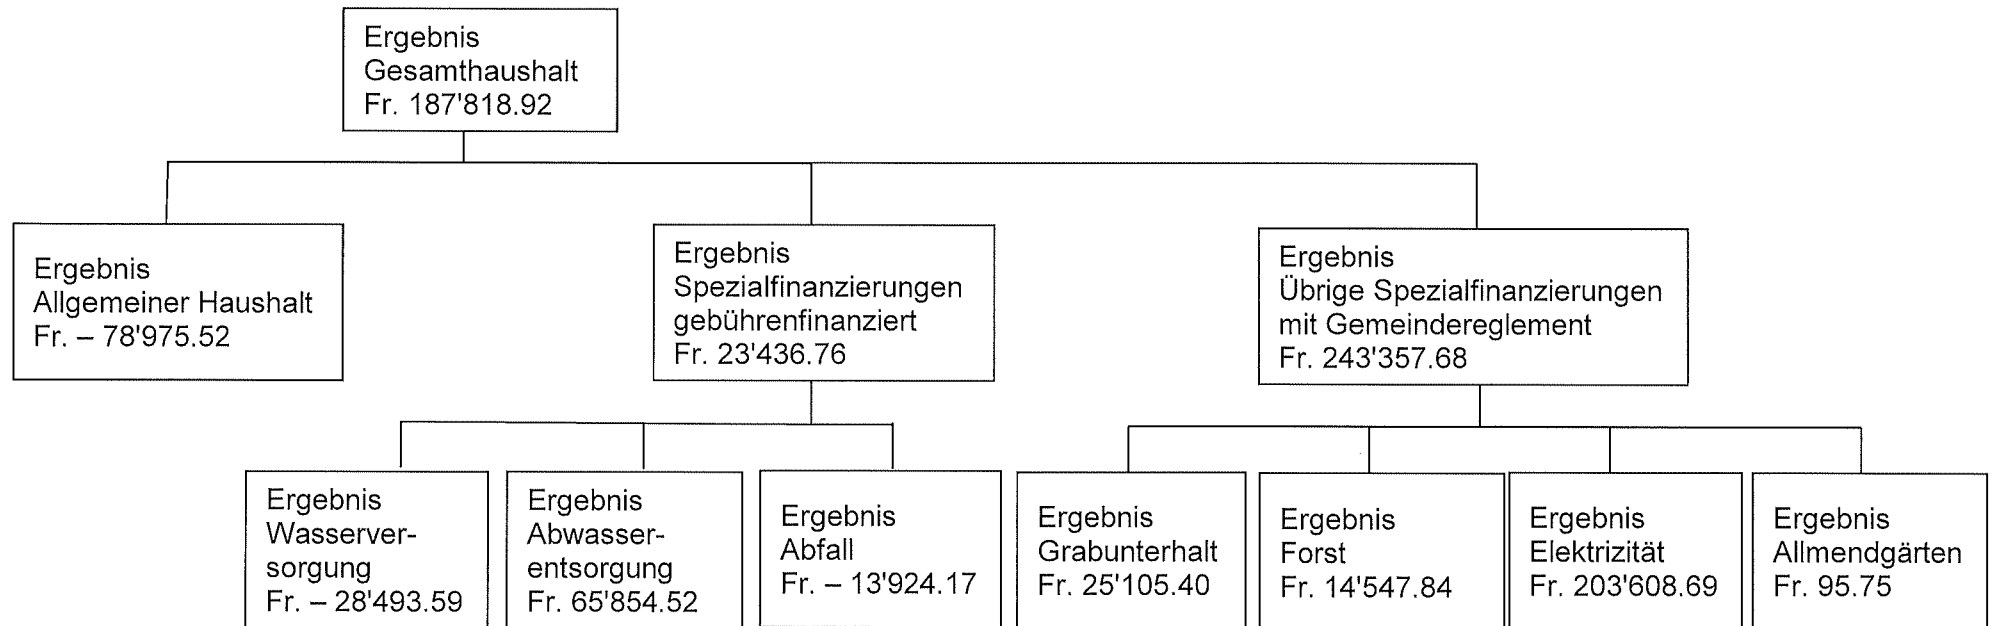 Ergebnis
Gesamthaushalt
Fr. 187'818.92
Ergebnis
Allgemeiner Haushalt
Fr. – 78'975.52
Ergebnis
Spezialfinanzierungen
gebührenfinanziert
Fr. 23'436.76
Ergebnis
Übrige Spezialfinanzierungen
mit Gemeindereglement
Fr. 243'357.68
Ergebnis
Wasserver-
sorgung
Fr. – 28'493.59
Ergebnis
Abwasser-
entsorgung
Fr. 65'854.52
Ergebnis
Abfall
Fr. – 13'924.17
Ergebnis
Grabunterhalt
Fr. 25'105.40
Ergebnis
Forst
Fr. 14'547.84
Ergebnis
Elektrizität
Fr. 203'608.69
Ergebnis
Allmendgärten
Fr. 95.75